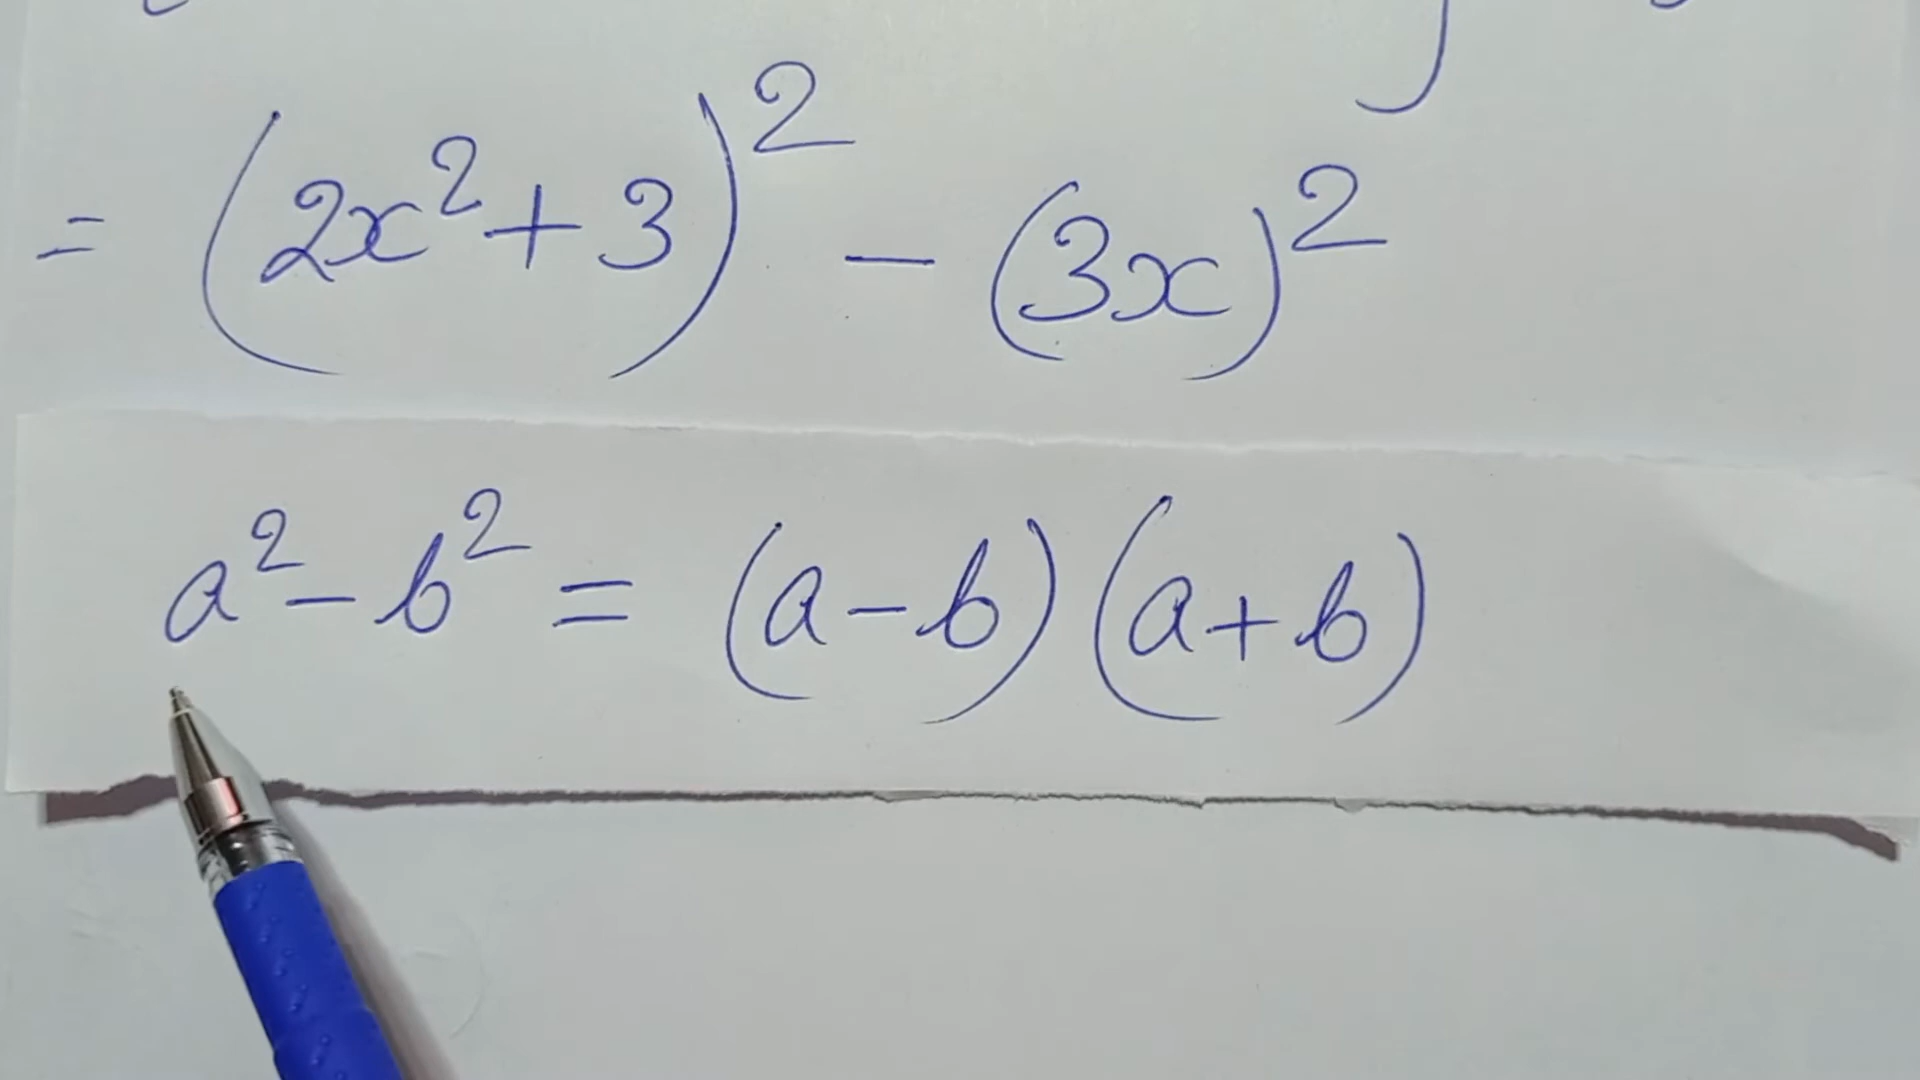 = (2x² + 3)² - (3x)²
a² - b² = (a - b)(a + b)